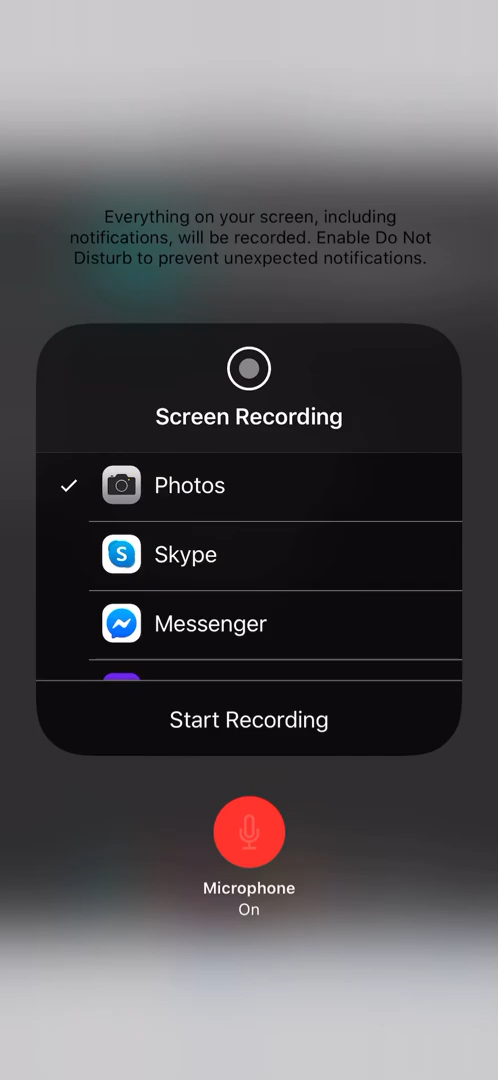 Everything on your screen, including
notifications, will be recorded. Enable Do Not
Disturb to prevent unexpected notifications.
Screen Recording
Photos
S
Skype
Messenger
Start Recording
Microphone
On